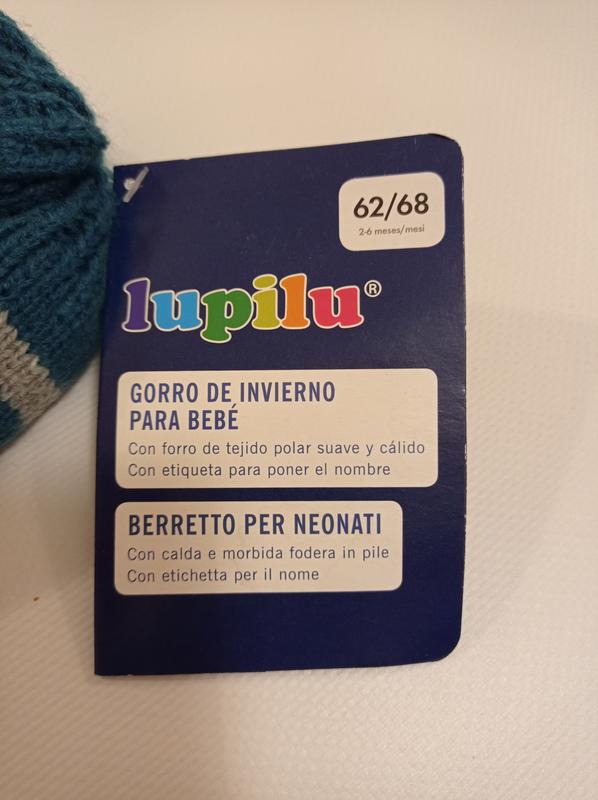 62/68
2-6 meses/mesi
lupilu®
GORRO DE INVIERNO
PARA BEBÉ
Con forro de tejido polar suave y cálido
Con etiqueta para poner el nombre
BERRETTO PER NEONATI
Con calda e morbida fodera in pile
Con etichetta per il nome